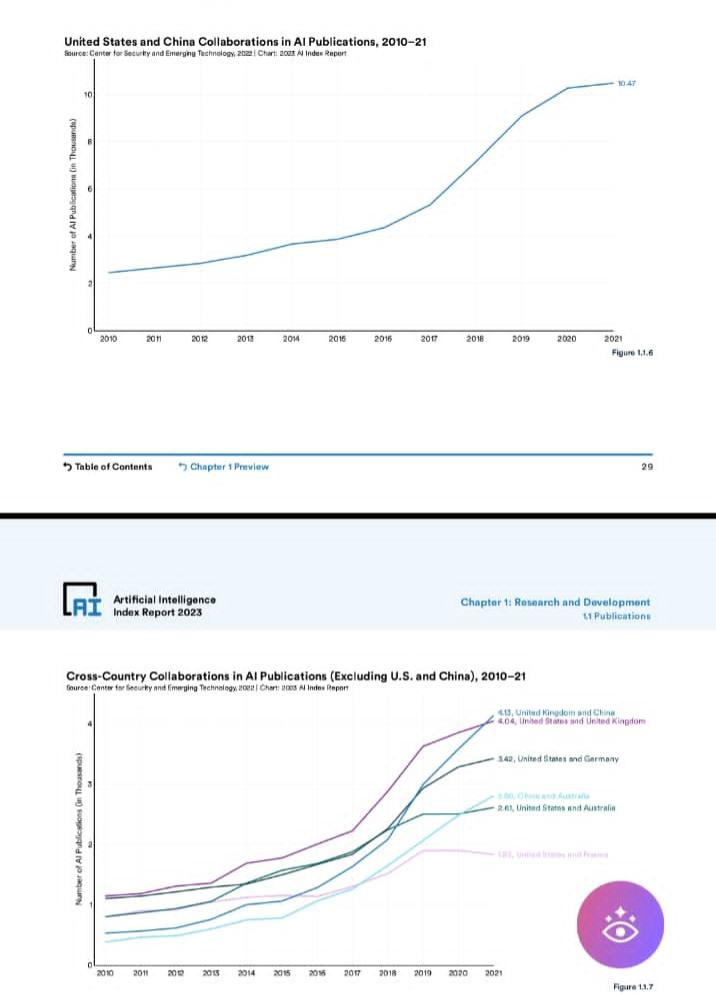 United States and China Collaborations in AI Publications, 2010–21
Source: Center for Security and Emerging Technology, 2022 | Chart: 2023 AI Index Report
Number of AI Publications (in Thousands)
10
8
6
4
2
0
10.47
2010 2011 2012 2013 2014 2015 2016 2017 2018 2019 2020 2021
Figure 1.1.6
Table of Contents Chapter 1 Preview 29
AI Artificial Intelligence
Index Report 2023
Chapter 1: Research and Development
1.1 Publications
Cross-Country Collaborations in AI Publications (Excluding U.S. and China), 2010–21
Source: Center for Security and Emerging Technology, 2022 | Chart: 2023 AI Index Report
Number of AI Publications (in Thousands)
4
3
2
1
0
4.13, United Kingdom and China
4.04, United States and United Kingdom
3.42, United States and Germany
2.80, China and Australia
2.61, United States and Australia
1.83, United States and France
2010 2011 2012 2013 2014 2015 2016 2017 2018 2019 2020 2021
Figure 1.1.7